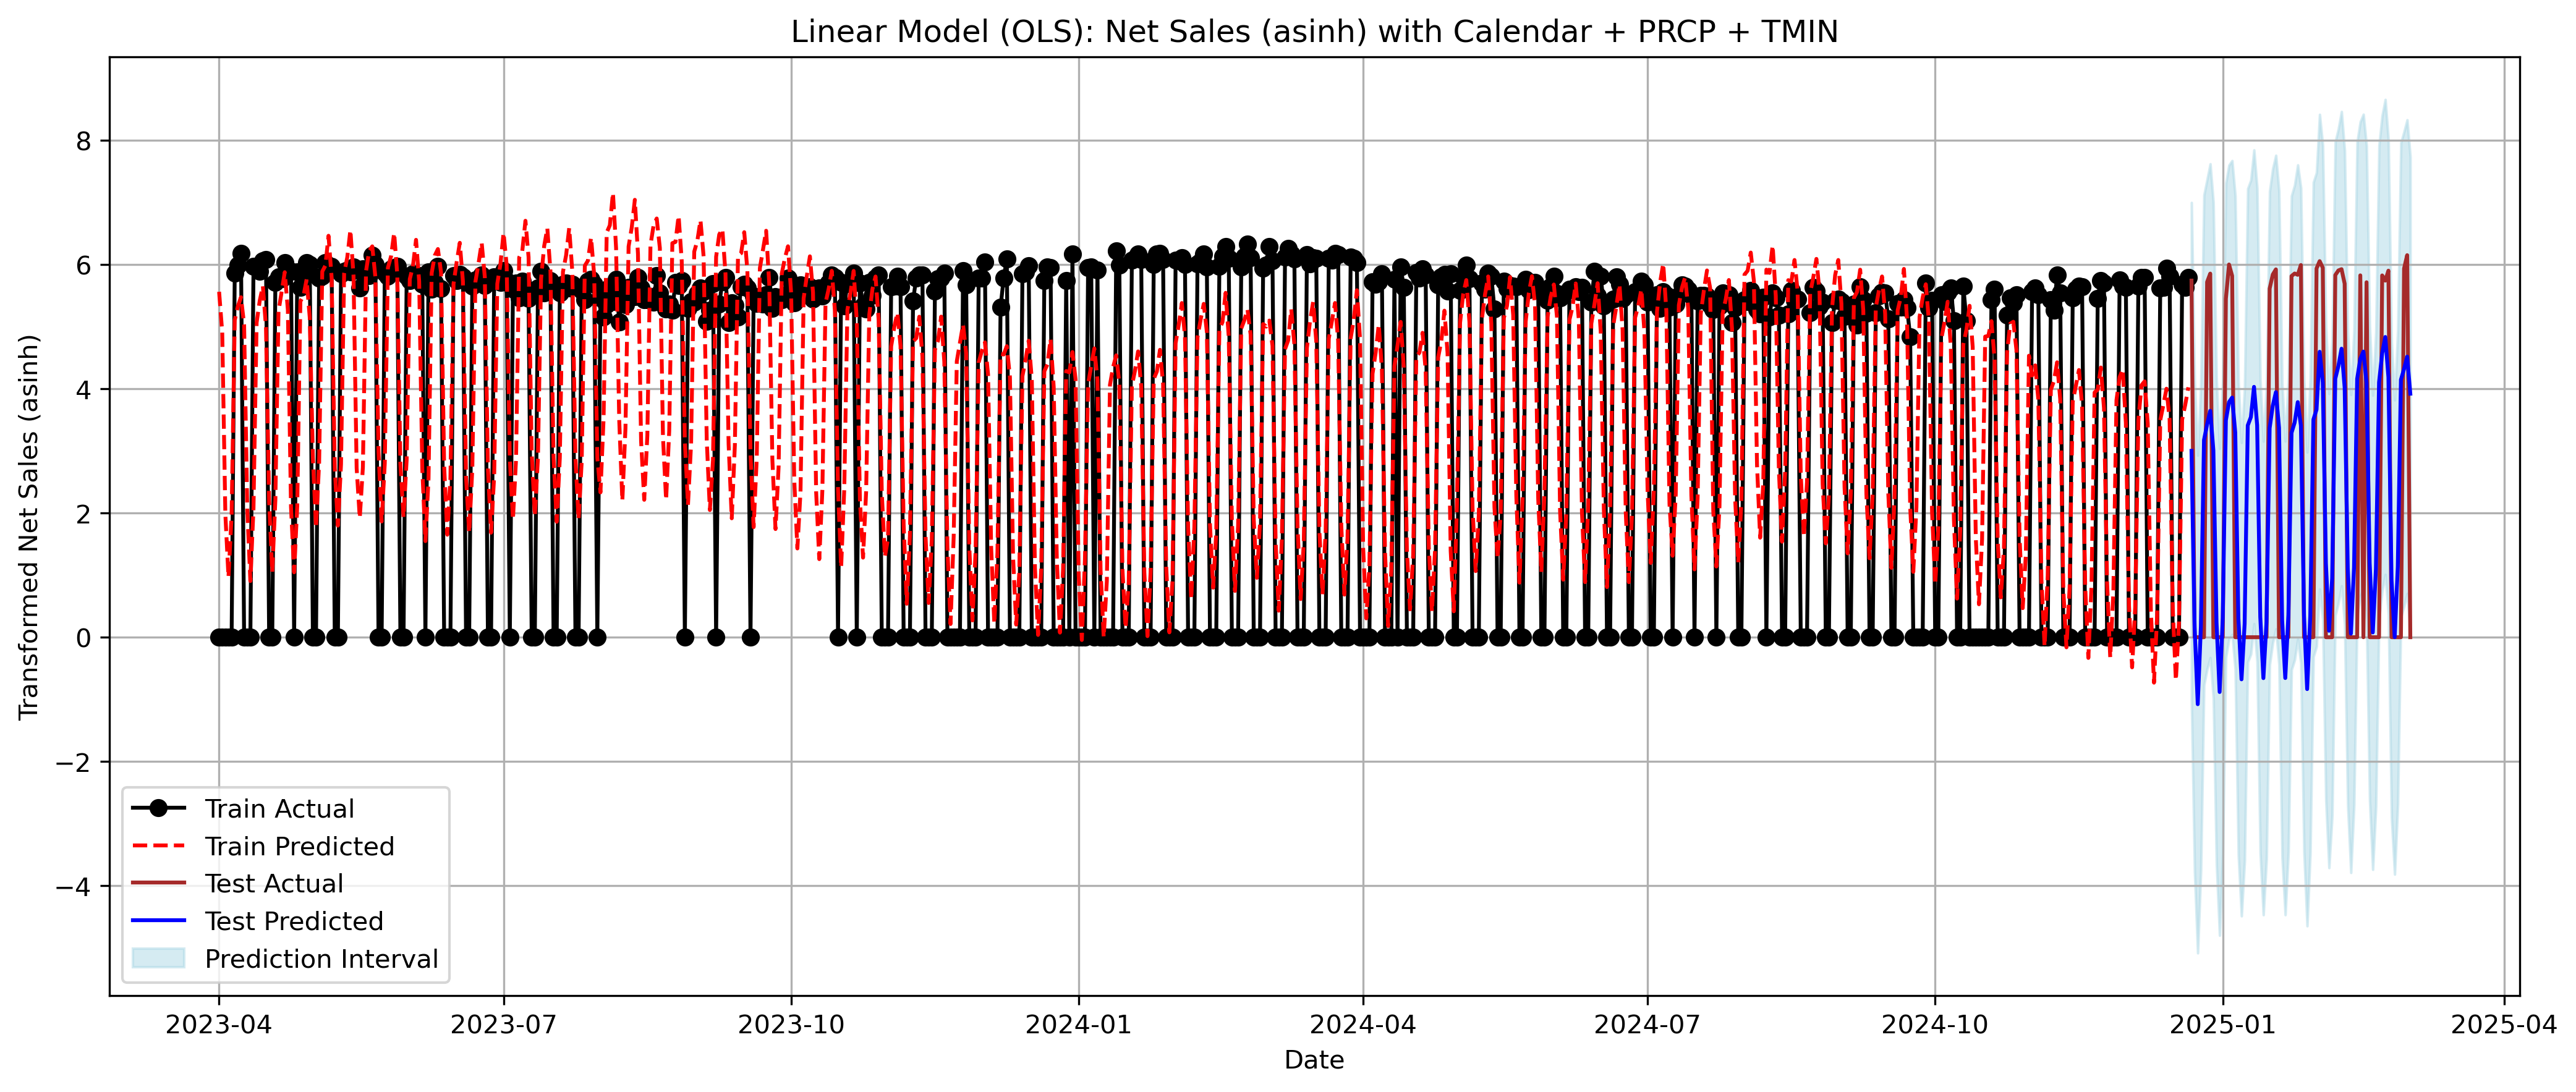 Linear Model (OLS): Net Sales (asinh) with Calendar + PRCP + TMIN
Transformed Net Sales (asinh)
8
6
4
2
0
−2
−4
Train Actual
Train Predicted
Test Actual
Test Predicted
Prediction Interval
2023-04 2023-07 2023-10 2024-01 2024-04 2024-07 2024-10 2025-01 2025-04
Date